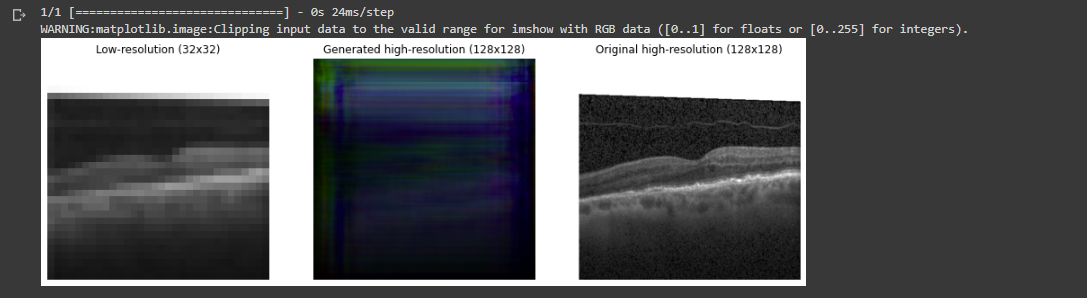 1/1 [==============================] - 0s 24ms/step
WARNING:matplotlib.image:Clipping input data to the valid range for imshow with RGB data ([0..1] for floats or [0..255] for integers).
Low-resolution (32x32) Generated high-resolution (128x128) Original high-resolution (128x128)